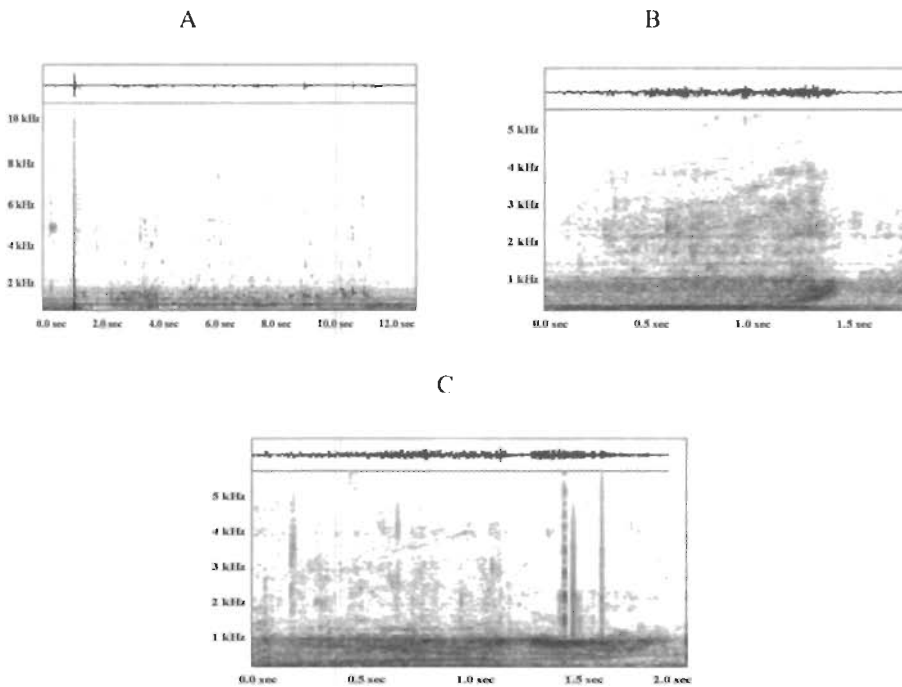 A
10 kHz
8 kHz
6 kHz
4 kHz
2 kHz
0.0 sec 2.0 sec 4.0 sec 6.0 sec 8.0 sec 10.0 sec 12.0 sec
B
5 kHz
4 kHz
3 kHz
2 kHz
1 kHz
0.0 sec 0.5 sec 1.0 sec 1.5 sec
C
5 kHz
4 kHz
3 kHz
2 kHz
1 kHz
0.0 sec 0.5 sec 1.0 sec 1.5 sec 2.0 sec